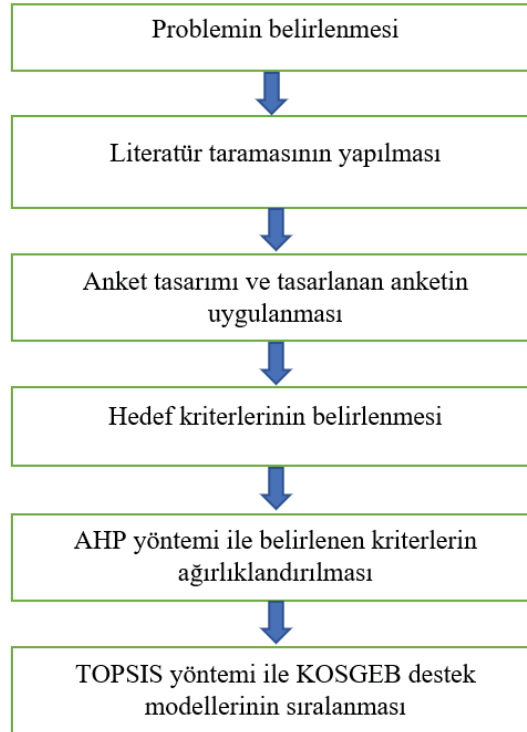 Problemin belirlenmesi
Literatür taramasının yapılması
Anket tasarımı ve tasarlanan anketin
uygulanması
Hedef kriterlerinin belirlenmesi
AHP yöntemi ile belirlenen kriterlerin
ağırlıklandırılması
TOPSIS yöntemi ile KOSGEB destek
modellerinin sıralanması